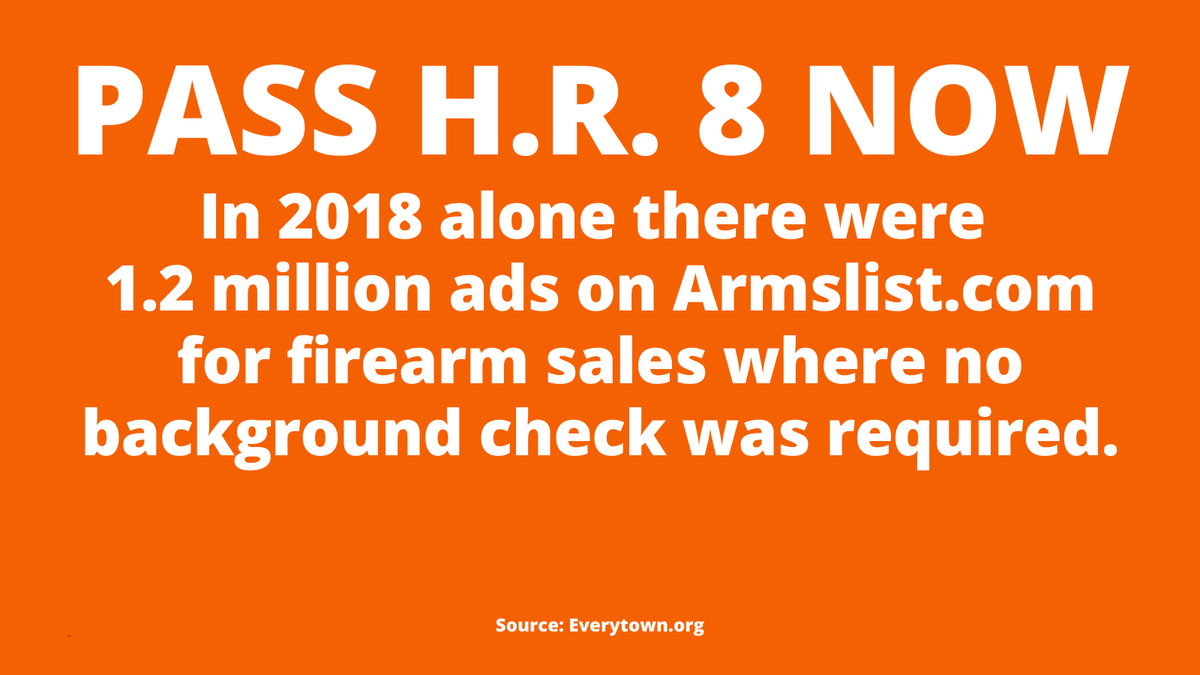 PASS H.R. 8 NOW
In 2018 alone there were
1.2 million ads on Armslist.com
for firearm sales where no
background check was required.
Source: Everytown.org